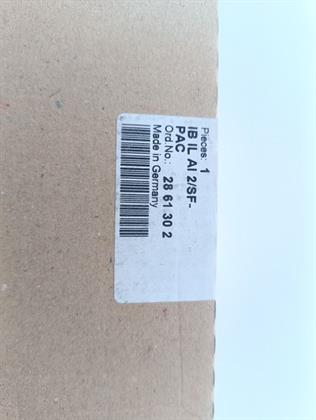 Pieces: 1
IB IL AI 2/SF-
PAC
Ord No.: 28 61 30 2
Made in Germany